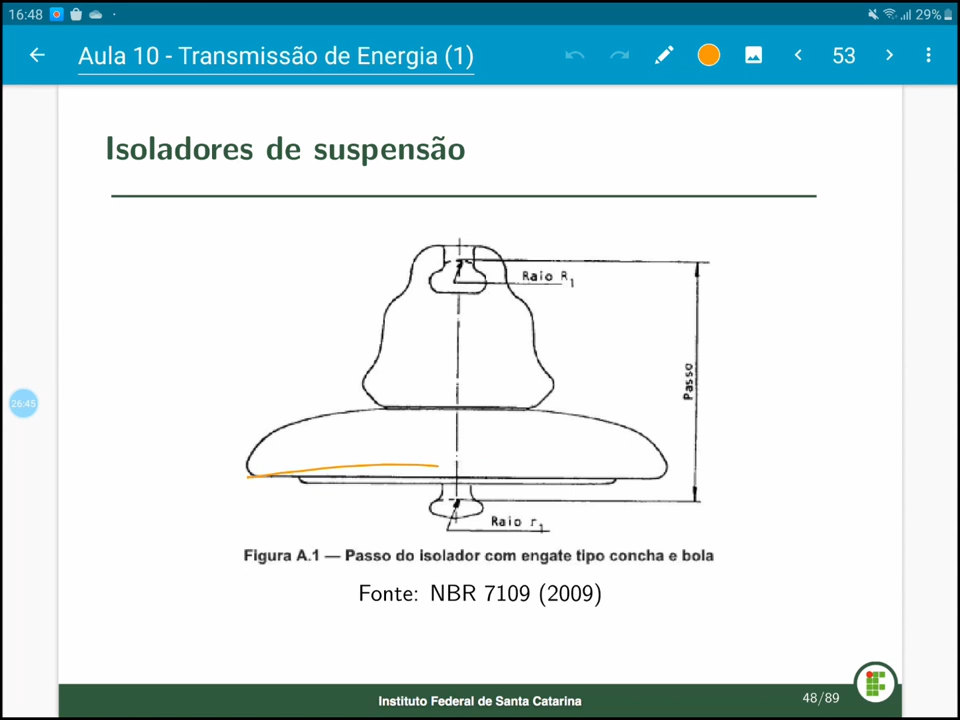 16:48
29%
Aula 10 - Transmissão de Energia (1)
53
Isoladores de suspensão
Raio R1
Passo
26:45
Raio r1
Figura A.1 — Passo do isolador com engate tipo concha e bola
Fonte: NBR 7109 (2009)
Instituto Federal de Santa Catarina
48/89